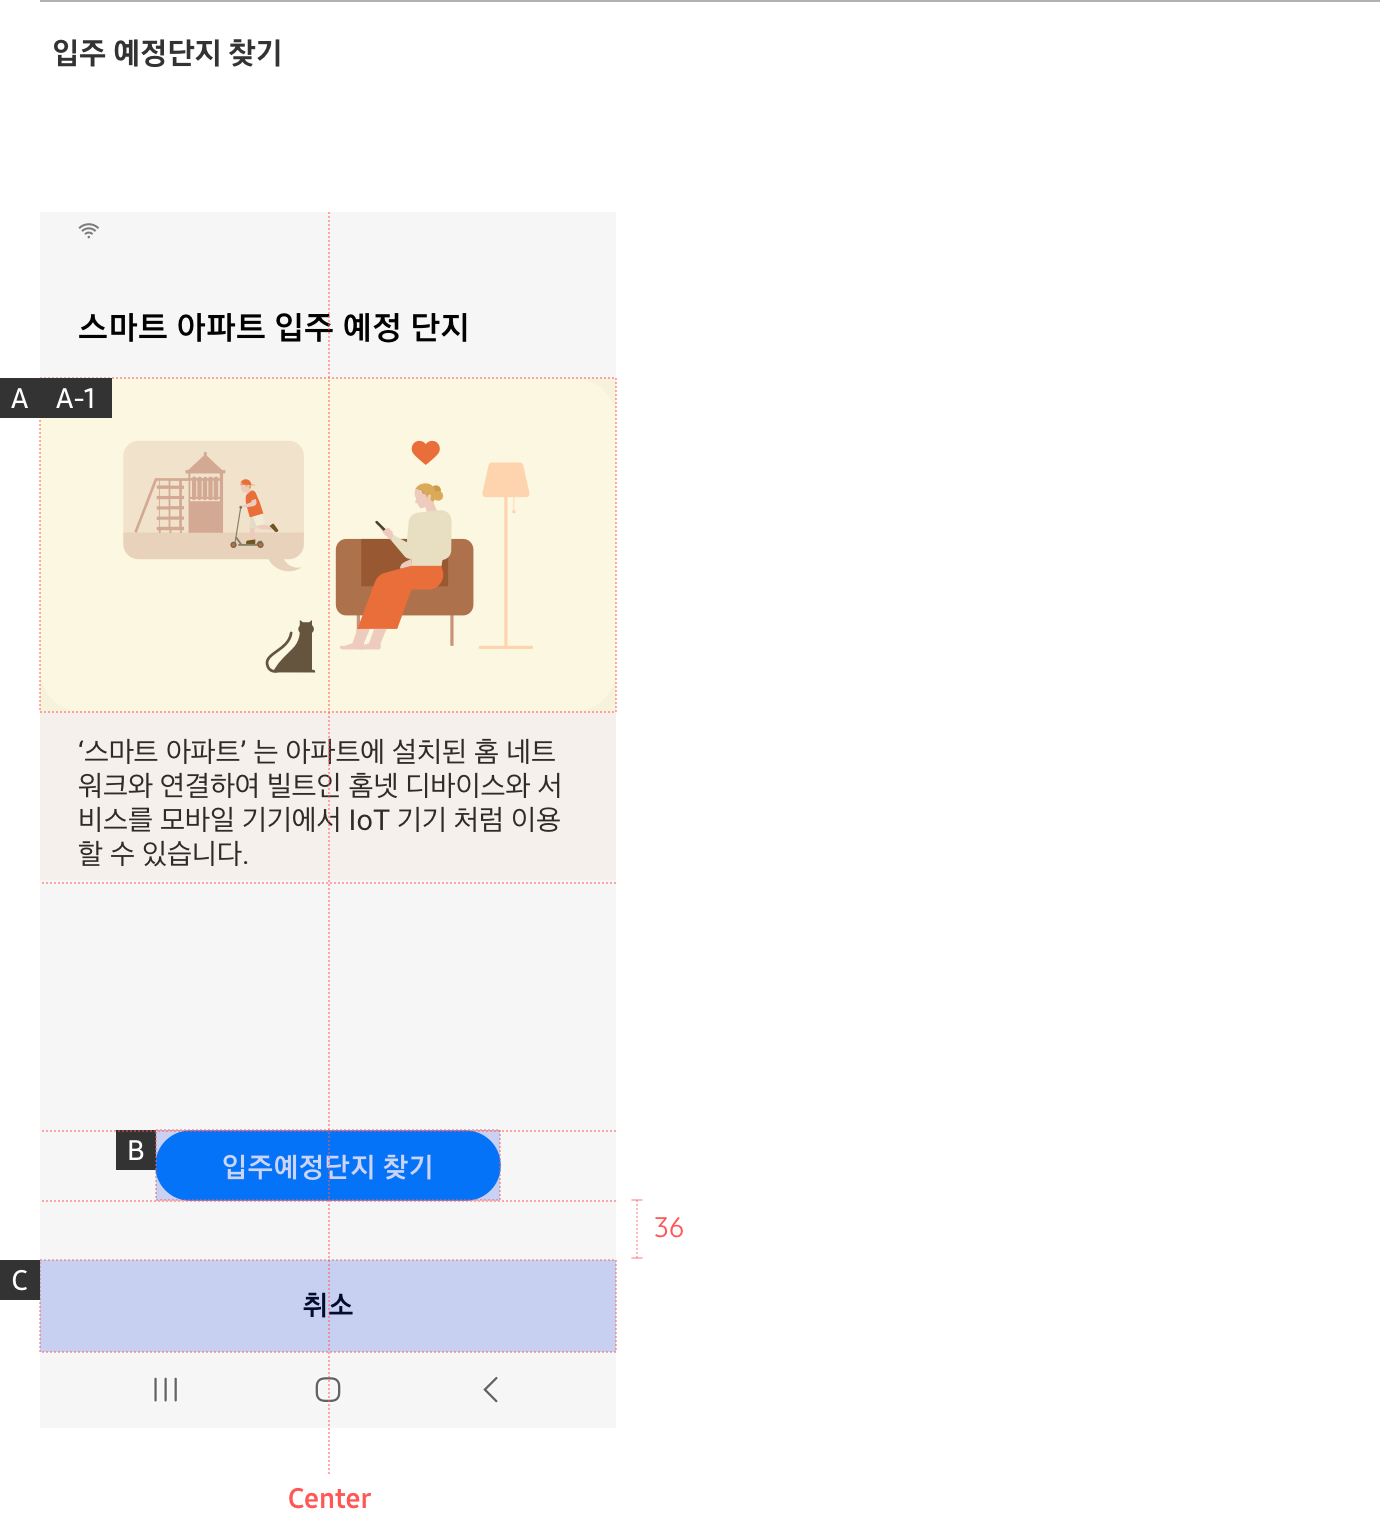 입주 예정단지 찾기
스마트 아파트 입주 예정 단지
A A-1
‘스마트 아파트’ 는 아파트에 설치된 홈 네트
워크와 연결하여 빌트인 홈넷 디바이스와 서
비스를 모바일 기기에서 IoT 기기 처럼 이용
할 수 있습니다.
B
입주예정단지 찾기
36
C
취소
Center